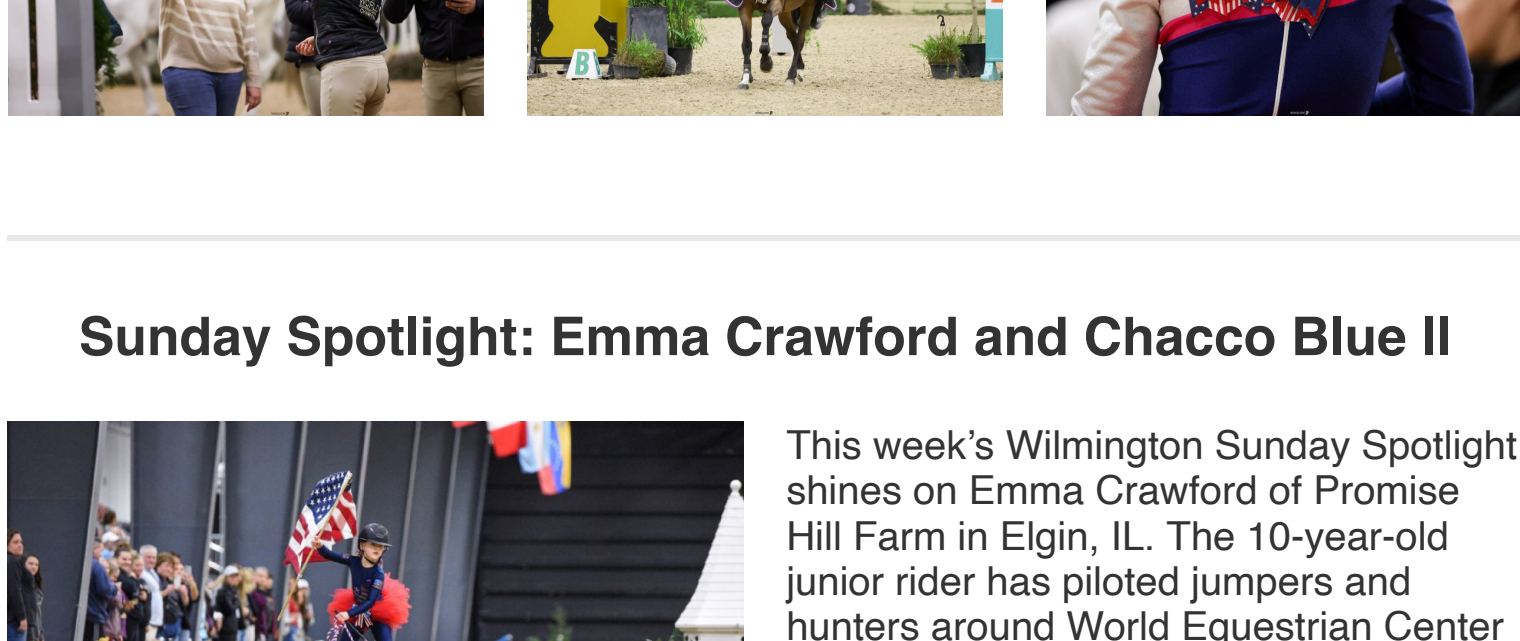 B
Sunday Spotlight: Emma Crawford and Chacco Blue II
This week’s Wilmington Sunday Spotlight
shines on Emma Crawford of Promise
Hill Farm in Elgin, IL. The 10-year-old
junior rider has piloted jumpers and
hunters around World Equestrian Center